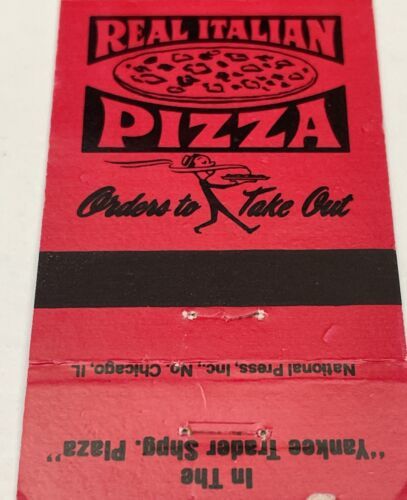 REAL ITALIAN
PIZZA
Orders to Take Out
National Press, Inc., No. Chicago, IL
In The
"Yankee Trader Shpg. Plaza"